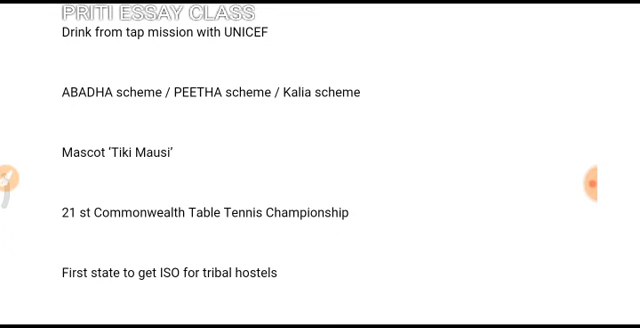 PRITI ESSAY CLASS
Drink from tap mission with UNICEF
ABADHA scheme / PEETHA scheme / Kalia scheme
Mascot ‘Tiki Mausi’
21 st Commonwealth Table Tennis Championship
First state to get ISO for tribal hostels